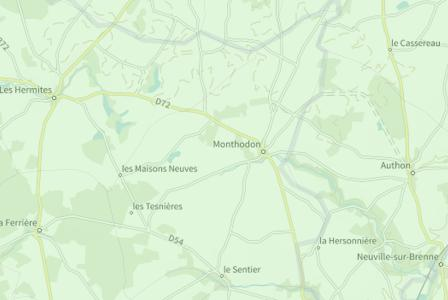 D72
le Cassereau
Les Hermites
D72
Monthodon
Authon
les Maisons Neuves
les Tesnières
a Ferrière
D54
la Hersonnière
Neuville-sur-Brenne
le Sentier